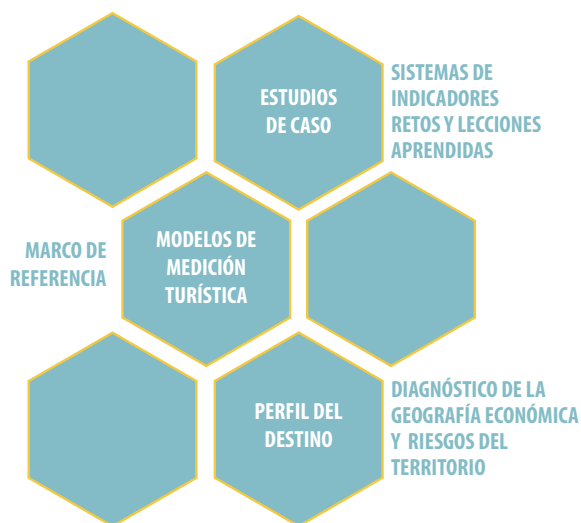 ESTUDIOS
DE CASO
SISTEMAS DE
INDICADORES
RETOS Y LECCIONES
APRENDIDAS
MARCO DE
REFERENCIA
MODELOS DE
MEDICIÓN
TURÍSTICA
PERFIL DEL
DESTINO
DIAGNÓSTICO DE LA
GEOGRAFÍA ECONÓMICA
Y RIESGOS DEL
TERRITORIO